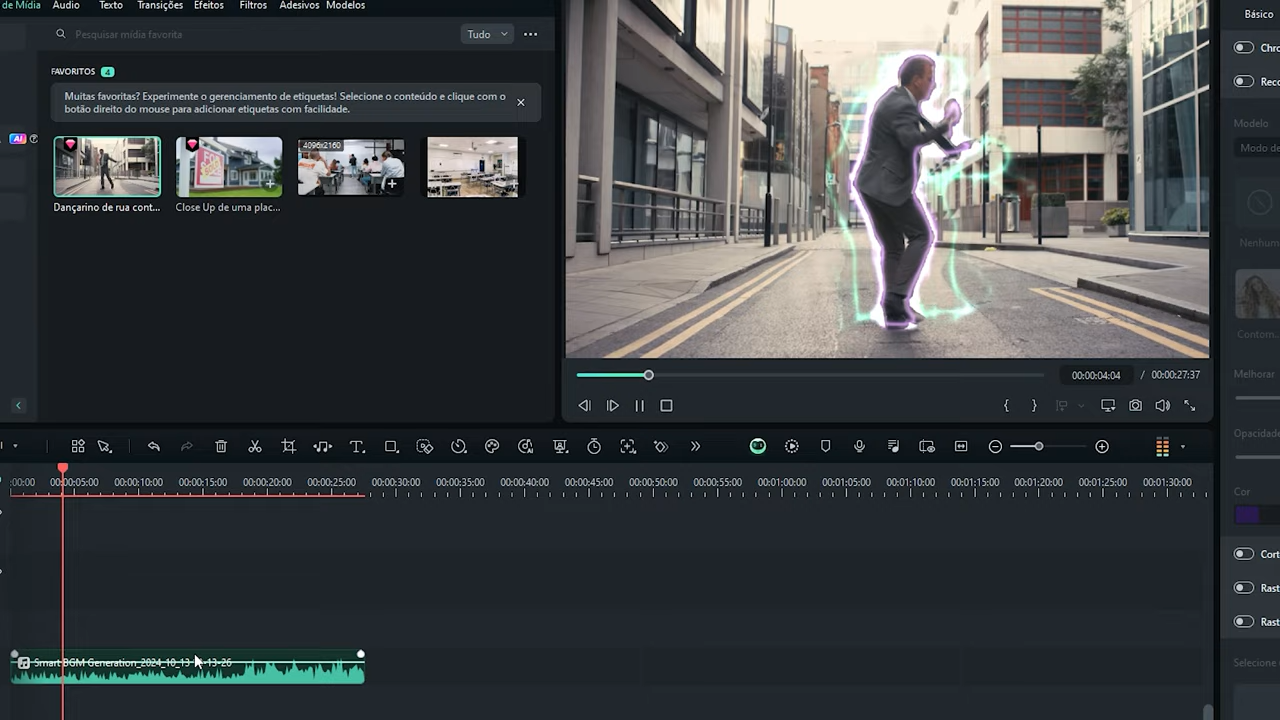 de Mídia Áudio Texto Transições Efeitos Filtros Adesivos Modelos
Básico
Pesquisar mídia favorita
Tudo
FAVORITOS 4
Muitas favoritas? Experimente o gerenciamento de etiquetas! Selecione o conteúdo e clique com o
botão direito do mouse para adicionar etiquetas com facilidade.
AI
4096x2160
Dançarino de rua cont...
Close Up de uma plac...
Chro
Reco
Modelo
Modo de
Nenhum
Contorn
Melhorar
00:00:04:04 / 00:00:27:37
Opacidade
Cor
:00:00 00:00:05:00 00:00:10:00 00:00:15:00 00:00:20:00 00:00:25:00 00:00:30:00 00:00:35:00 00:00:40:00 00:00:45:00 00:00:50:00 00:00:55:00 00:01:00:00 00:01:05:00 00:01:10:00 00:01:15:00 00:01:20:00 00:01:25:00 00:01:30:00
Cort
Rast
Rast
Smart BGM Generation_2024_10_13
13-26
Selecione